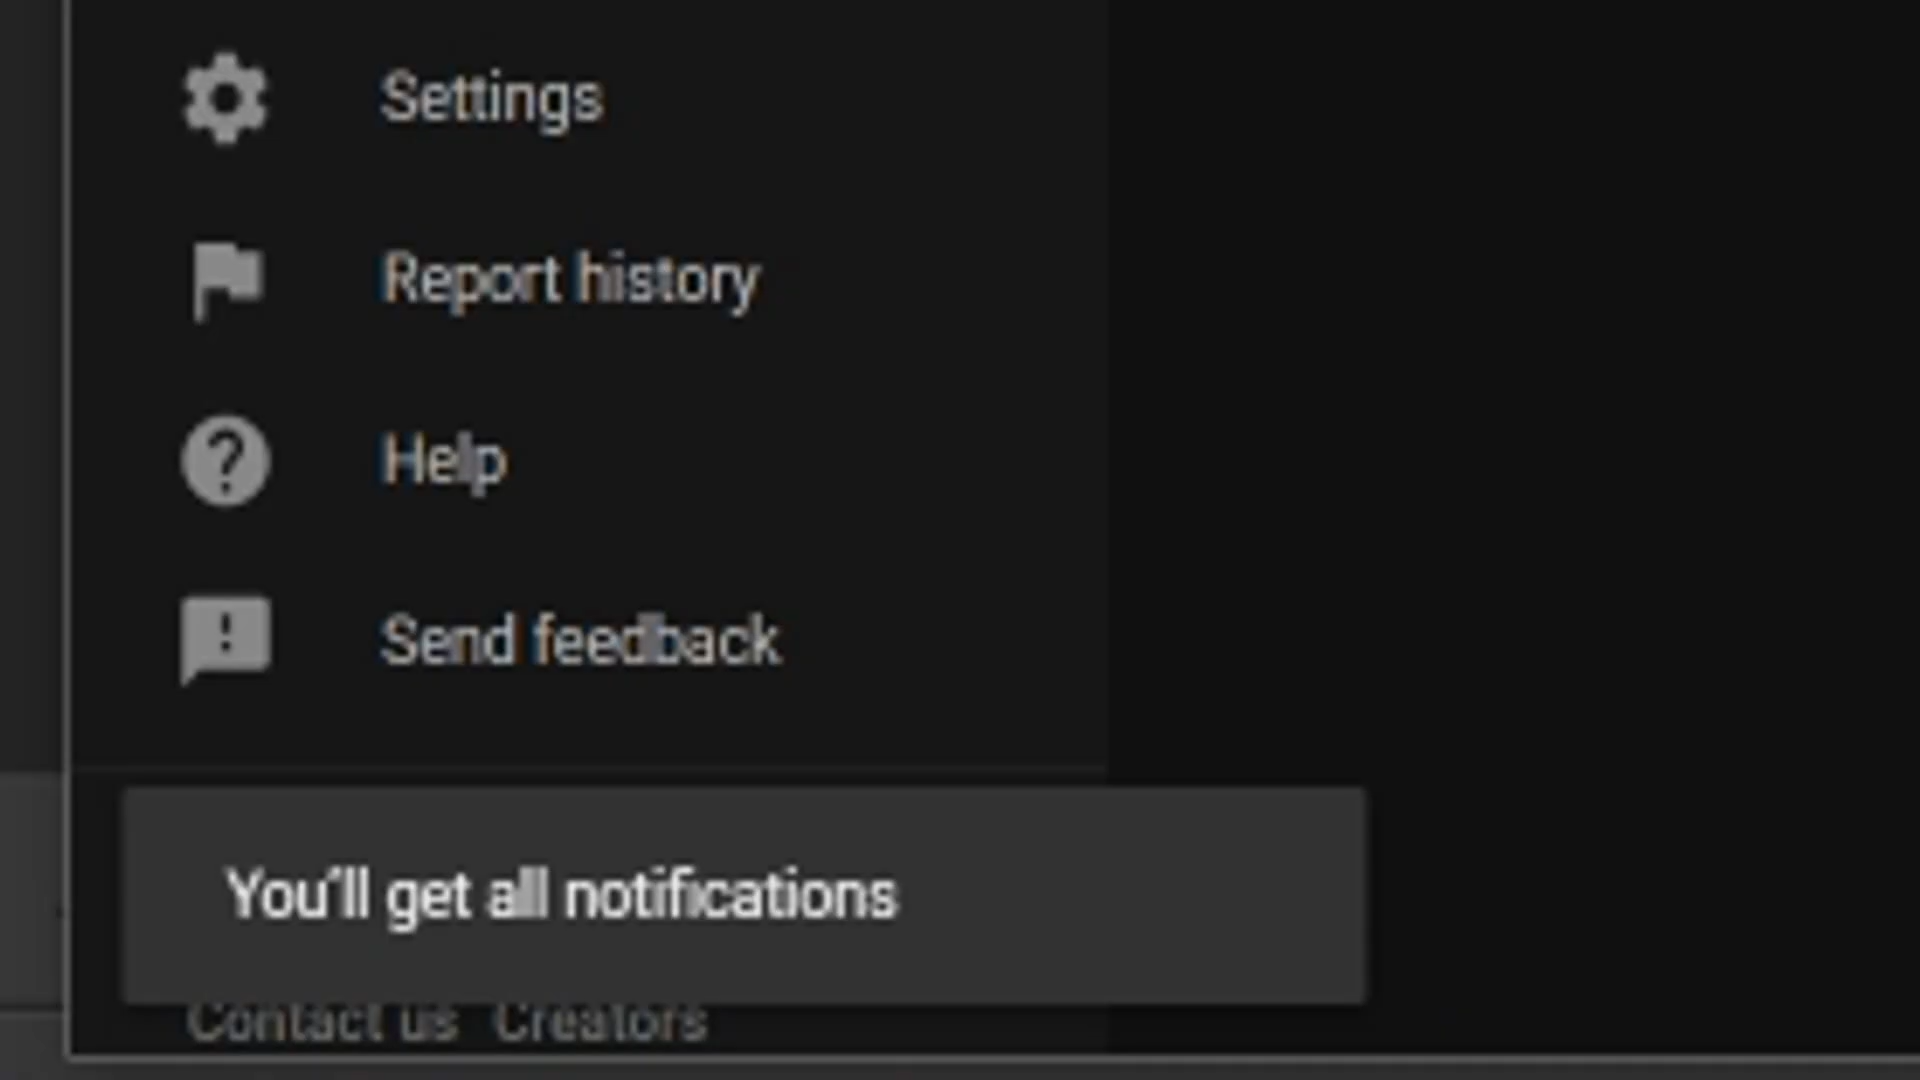 Settings
Report history
Help
Send feedback
You'll get all notifications
Contact us Creators